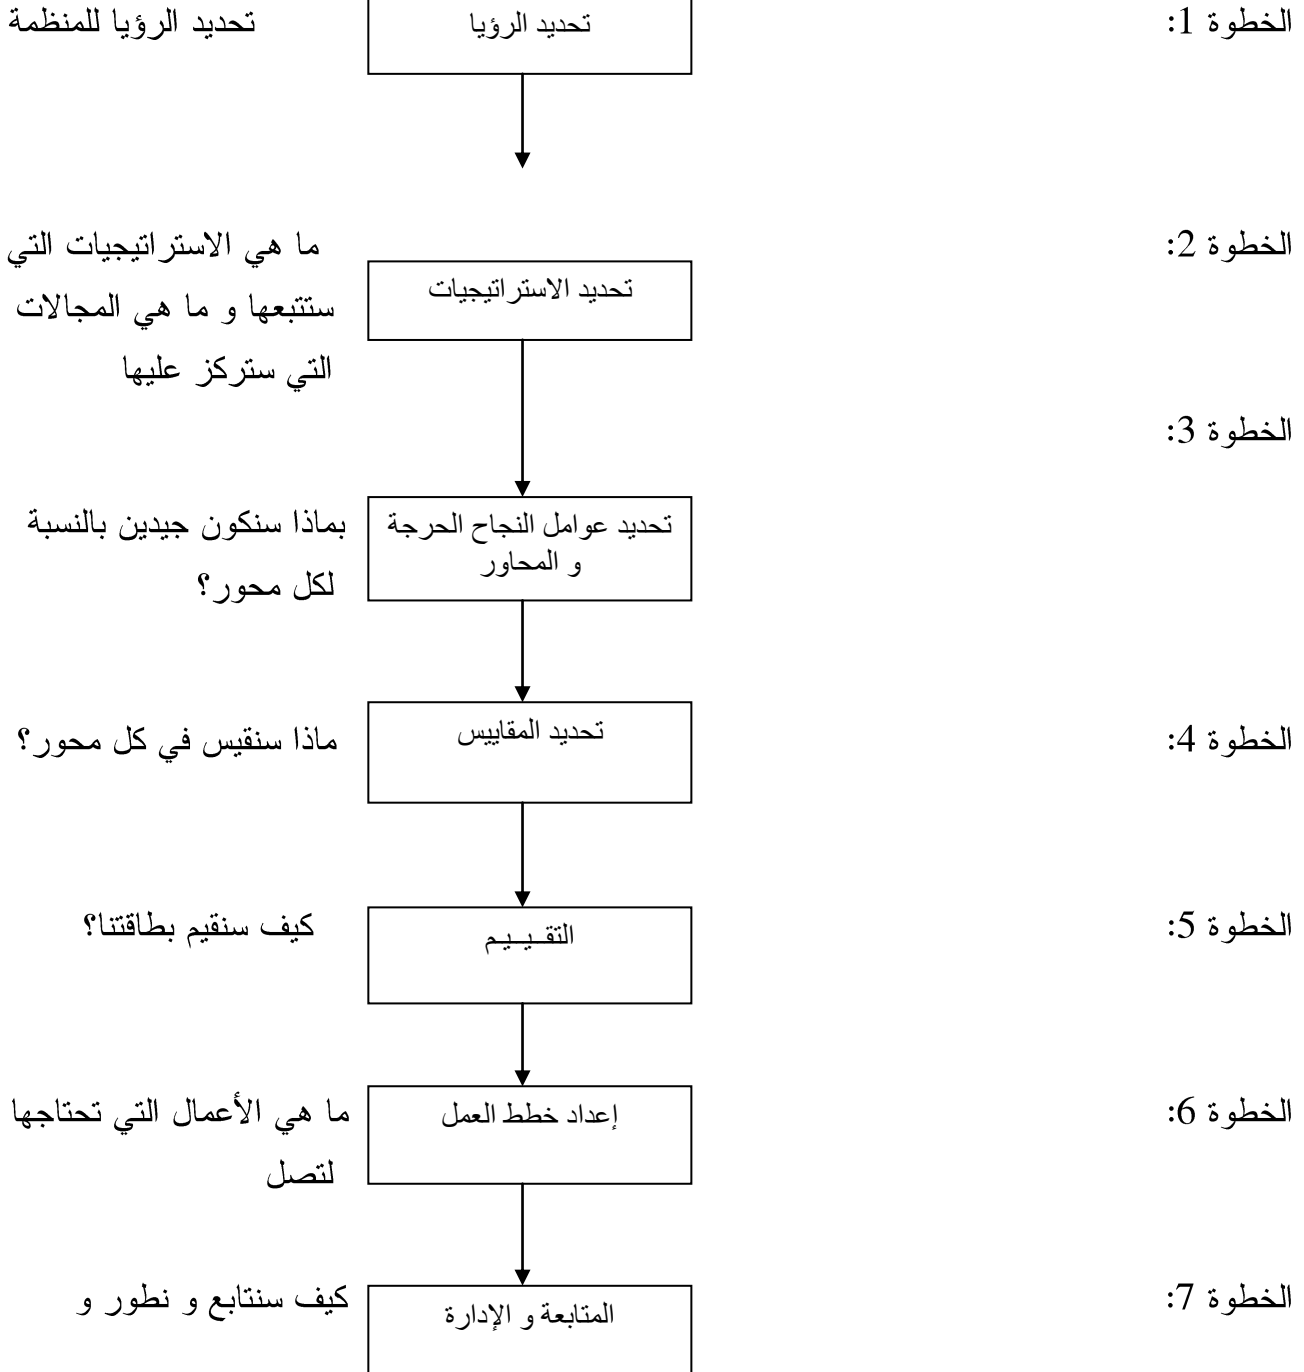 الخطوة 1:
تحديد الرؤيا
تحديد الرؤيا للمنظمة
الخطوة 2:
تحديد الاستراتيجيات
ما هي الاستراتيجيات التي
ستتبعها و ما هي المجالات
التي ستركز عليها
الخطوة 3:
تحديد عوامل النجاح الحرجة
و المحاور
بماذا سنكون جيدين بالنسبة
لكل محور؟
الخطوة 4:
تحديد المقاييس
ماذا سنقيس في كل محور؟
الخطوة 5:
التقـيـيـم
كيف سنقيم بطاقتنا؟
الخطوة 6:
إعداد خطط العمل
ما هي الأعمال التي تحتاجها
لتصل
الخطوة 7:
المتابعة و الإدارة
كيف سنتابع و نطور و